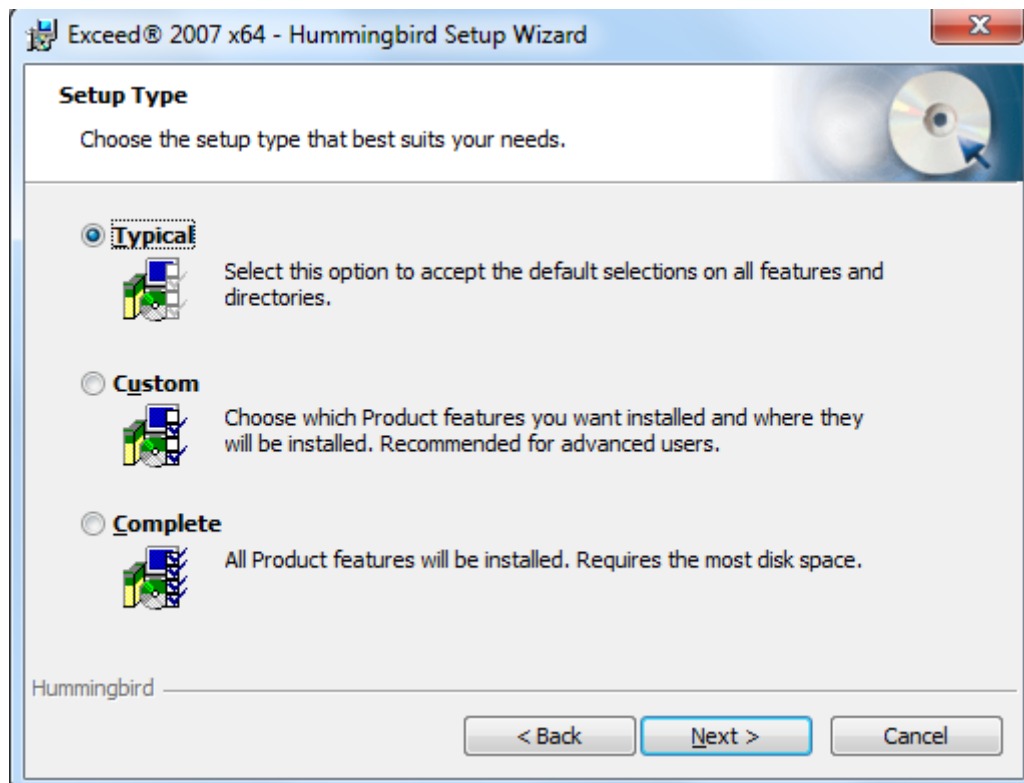 Exceed® 2007 x64 - Hummingbird Setup Wizard
Setup Type
Choose the setup type that best suits your needs.
Typical
Select this option to accept the default selections on all features and
directories.
Custom
Choose which Product features you want installed and where they
will be installed. Recommended for advanced users.
Complete
All Product features will be installed. Requires the most disk space.
Hummingbird
< Back
Next >
Cancel